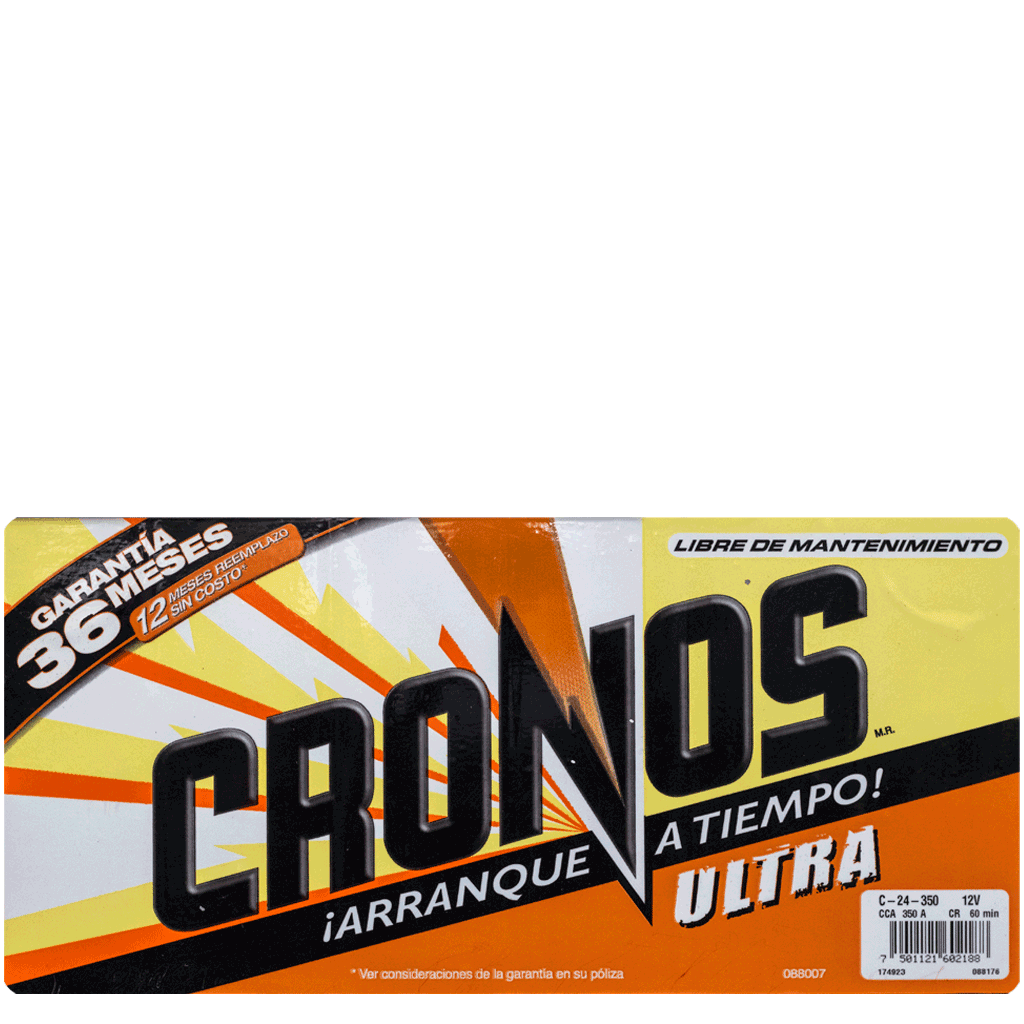 GARANTÍA
36 MESES
12 MESES REEMPLAZO
SIN COSTO*
LIBRE DE MANTENIMIENTO
CRONOS
M.R.
¡ARRANQUE A TIEMPO!
ULTRA
C-24-350 12V
CCA 350 A CR 60 min
7 501121 602188
174923 088176
* Ver consideraciones de la garantía en su póliza
088007